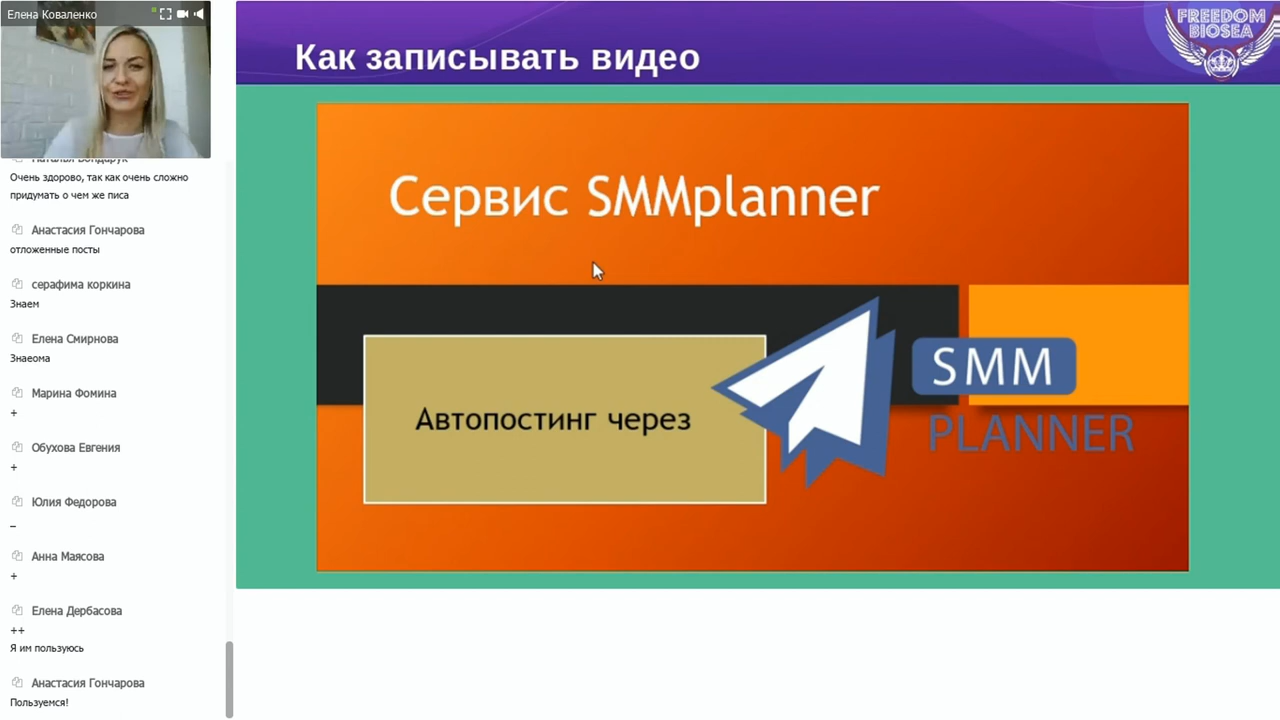 Елена Коваленко
Наталья Бондарук
Очень здорово, так как очень сложно
придумать о чем же писа
Анастасия Гончарова
отложенные посты
серафима коркина
Знаем
Елена Смирнова
Знаеома
Марина Фомина
+
Обухова Евгения
+
Юлия Федорова
_
Анна Маясова
+
Елена Дербасова
++
Я им пользуюсь
Анастасия Гончарова
Пользуемся!
Как записывать видео
FREEDOM
BIOSEA
Сервис SMMplanner
Автопостинг через
SMM
PLANNER